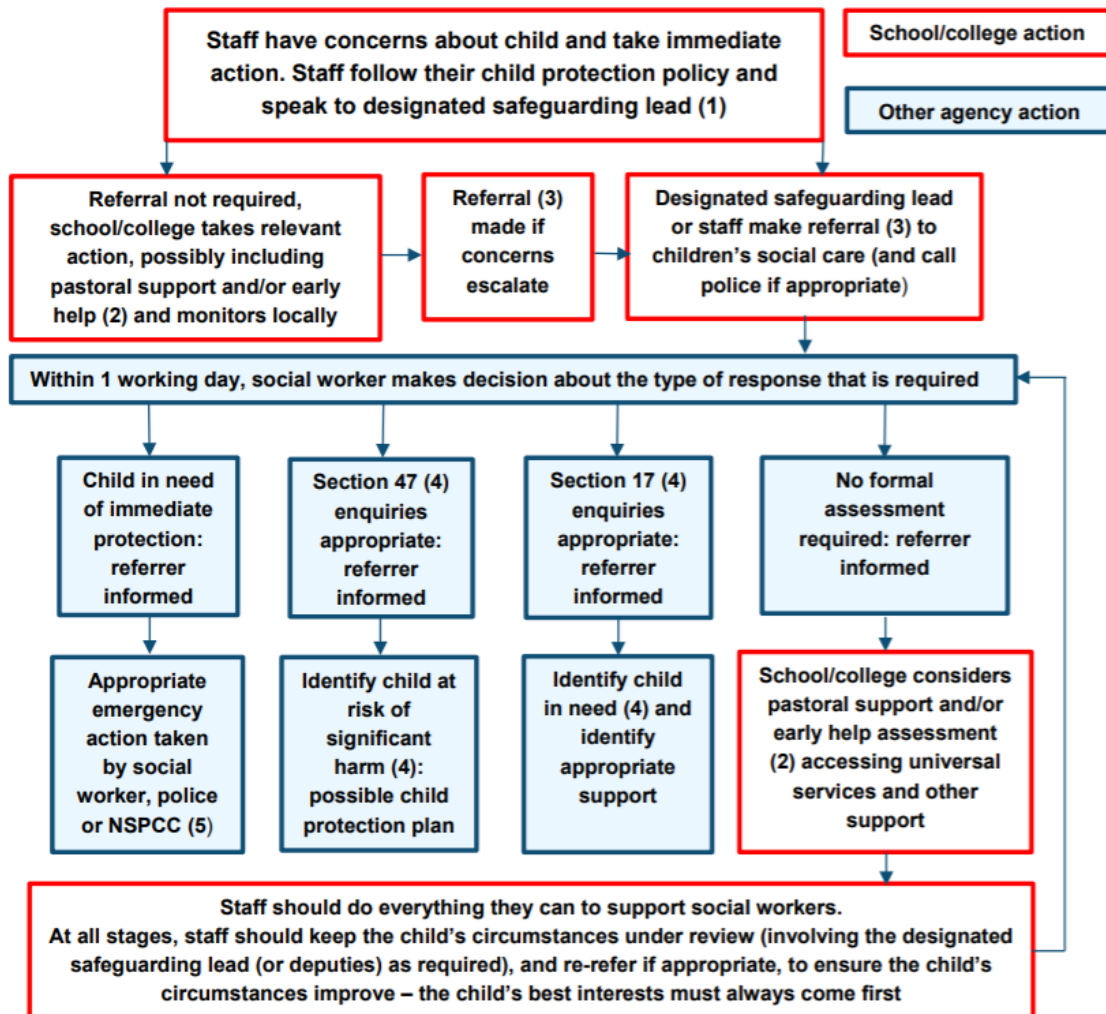 Staff have concerns about child and take immediate
action. Staff follow their child protection policy and
speak to designated safeguarding lead (1)
School/college action
Other agency action
Referral not required,
school/college takes relevant
action, possibly including
pastoral support and/or early
help (2) and monitors locally
Referral (3)
made if
concerns
escalate
Designated safeguarding lead
or staff make referral (3) to
children’s social care (and call
police if appropriate)
Within 1 working day, social worker makes decision about the type of response that is required
Child in need
of immediate
protection:
referrer
informed
Section 47 (4)
enquiries
appropriate:
referrer
informed
Section 17 (4)
enquiries
appropriate:
referrer
informed
No formal
assessment
required: referrer
informed
Appropriate
emergency
action taken
by social
worker, police
or NSPCC (5)
Identify child at
risk of
significant
harm (4):
possible child
protection plan
Identify child
in need (4) and
identify
appropriate
support
School/college considers
pastoral support and/or
early help assessment
(2) accessing universal
services and other
support
Staff should do everything they can to support social workers.
At all stages, staff should keep the child’s circumstances under review (involving the designated
safeguarding lead (or deputies) as required), and re-refer if appropriate, to ensure the child’s
circumstances improve – the child’s best interests must always come first